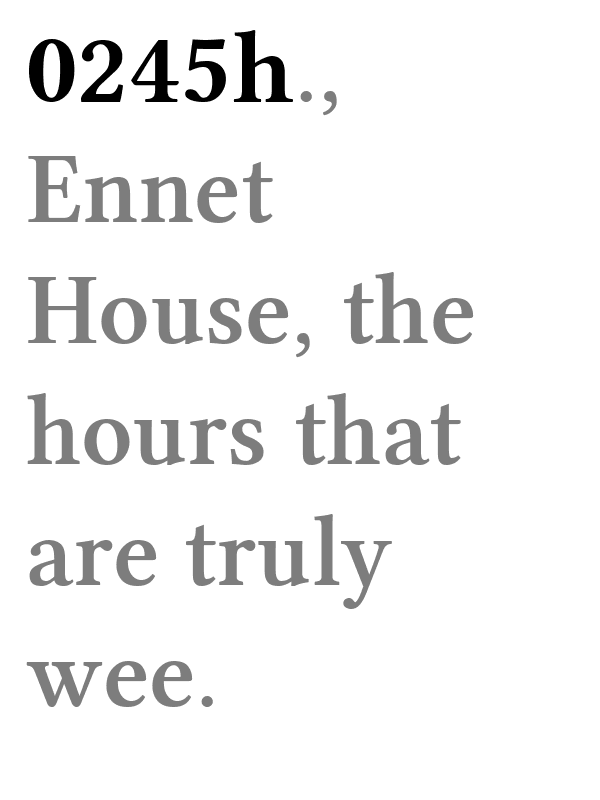 0245h.,
Ennet
House, the
hours that
are truly
wee.